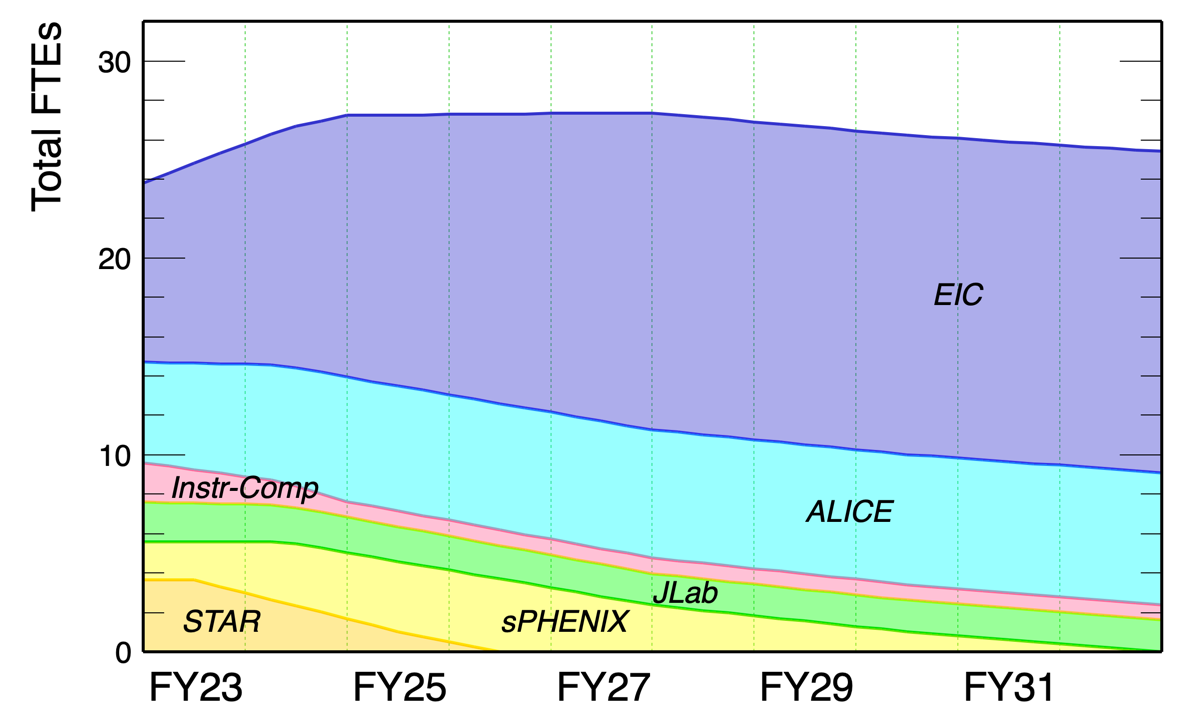 Total FTEs
30
20
10
0
EIC
ALICE
Instr-Comp
JLab
STAR
sPHENIX
FY23 FY25 FY27 FY29 FY31